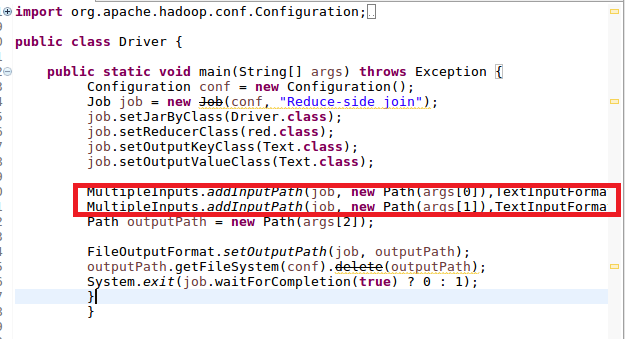 import org.apache.hadoop.conf.Configuration;
public class Driver {
public static void main(String[] args) throws Exception {
Configuration conf = new Configuration();
Job job = new Job(conf, "Reduce-side join");
job.setJarByClass(Driver.class);
job.setReducerClass(red.class);
job.setOutputKeyClass(Text.class);
job.setOutputValueClass(Text.class);
MultipleInputs.addInputPath(job, new Path(args[0]),TextInputForma
MultipleInputs.addInputPath(job, new Path(args[1]),TextInputForma
Path outputPath = new Path(args[2]);
FileOutputFormat.setOutputPath(job, outputPath);
outputPath.getFileSystem(conf).delete(outputPath);
System.exit(job.waitForCompletion(true) ? 0 : 1);
}
}